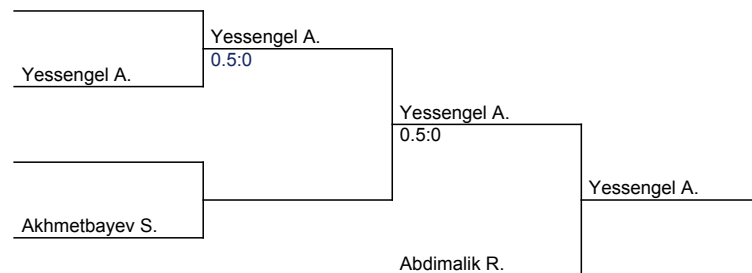 Yessengel A.
0.5:0
Yessengel A.
Yessengel A.
0.5:0
Yessengel A.
Akhmetbayev S.
Abdimalik R.